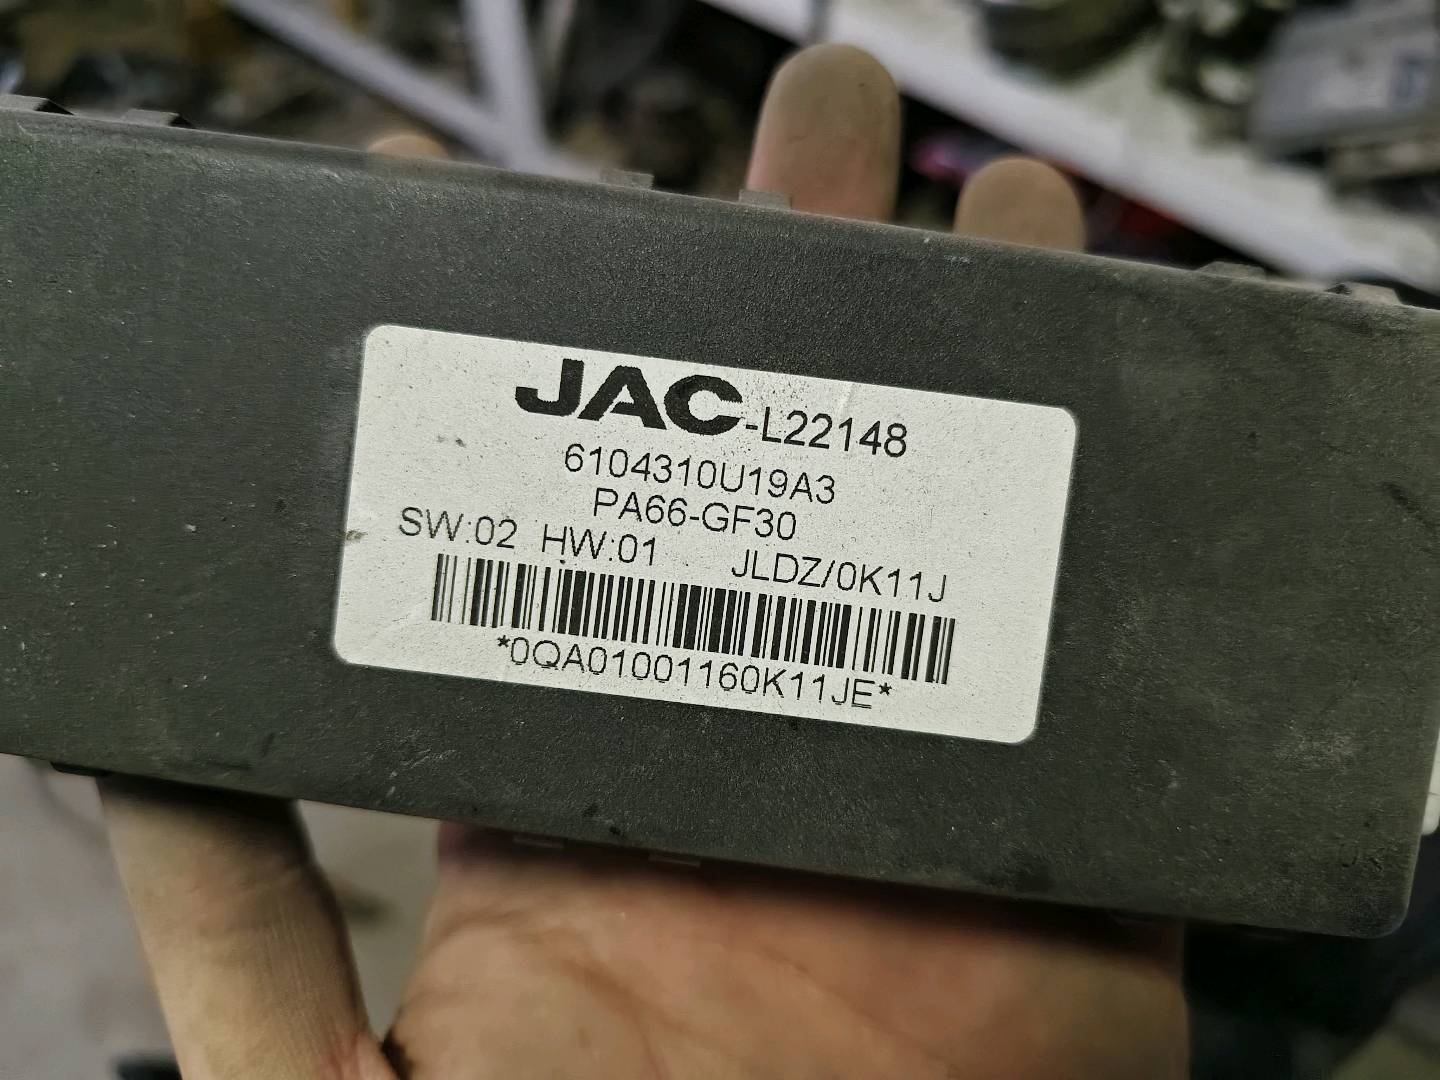 JAC-L22148
6104310U19A3
PA66-GF30
SW:02 HW:01 JLDZ/0K11J
*0QA01001160K11JE*